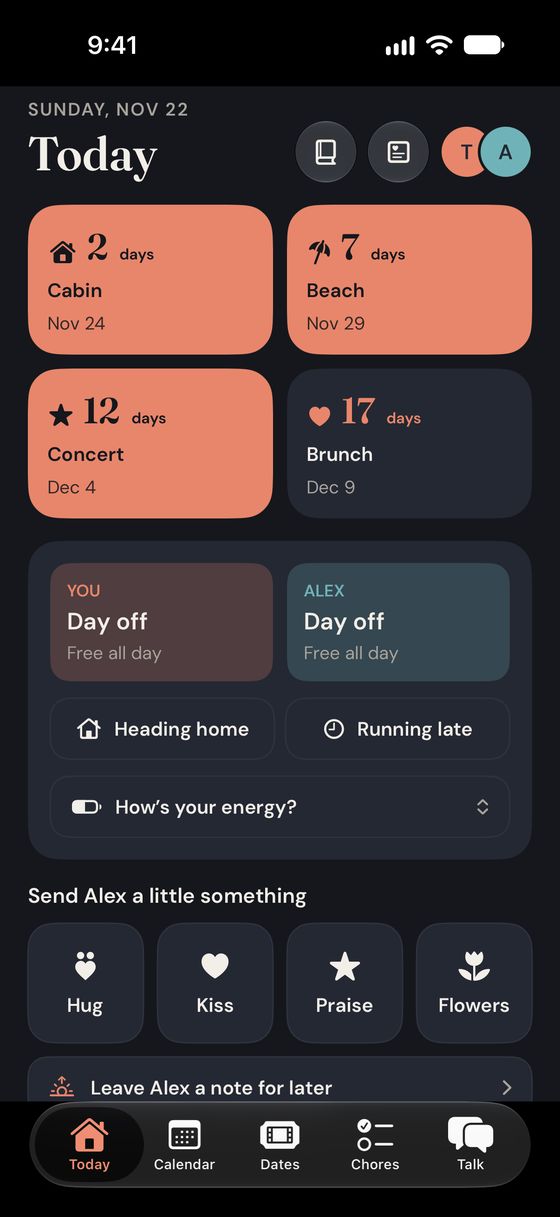 9:41
SUNDAY, NOV 22
Today
T A
2 days
Cabin
Nov 24
7 days
Beach
Nov 29
12 days
Concert
Dec 4
17 days
Brunch
Dec 9
YOU
Day off
Free all day
ALEX
Day off
Free all day
Heading home
Running late
How’s your energy?
Send Alex a little something
Hug
Kiss
Praise
Flowers
Leave Alex a note for later
Today
Calendar
Dates
Chores
Talk